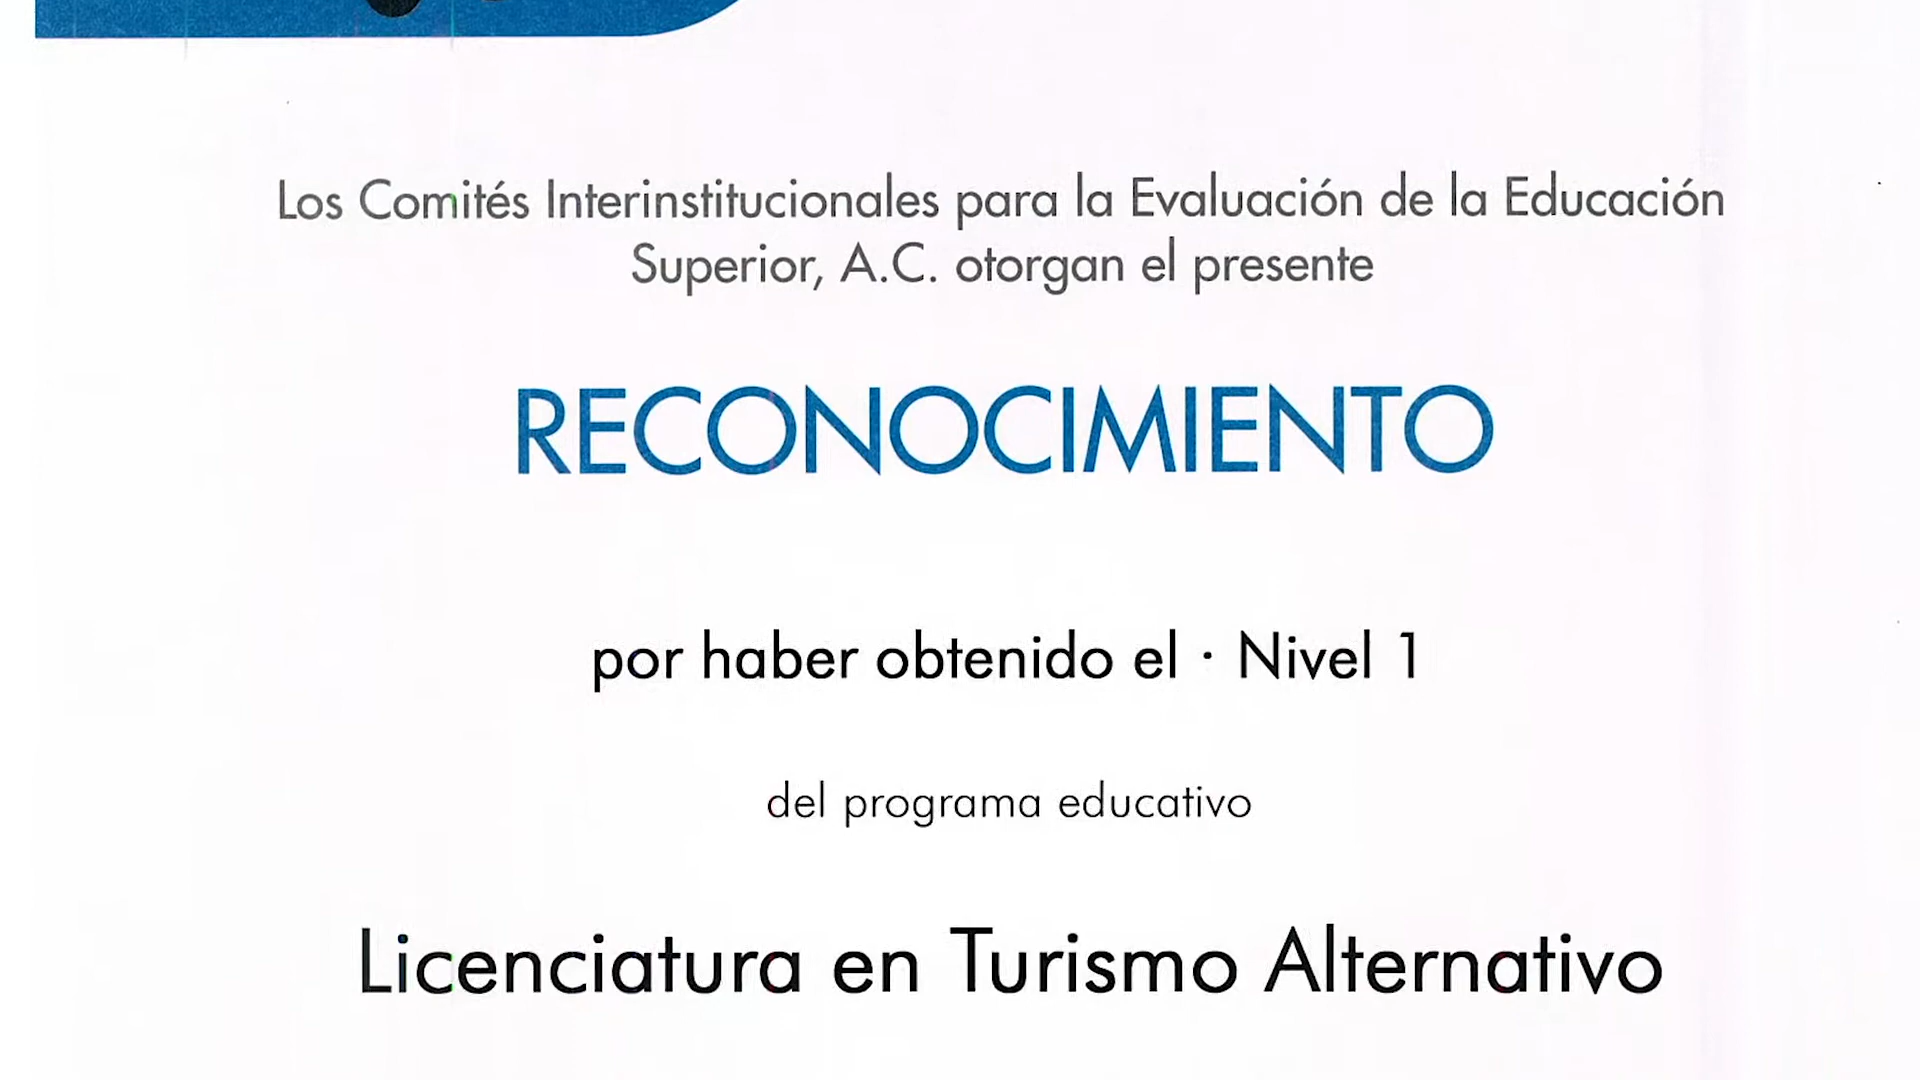 Los Comités Interinstitucionales para la Evaluación de la Educación
Superior, A.C. otorgan el presente
RECONOCIMIENTO
por haber obtenido el · Nivel 1
del programa educativo
Licenciatura en Turismo Alternativo